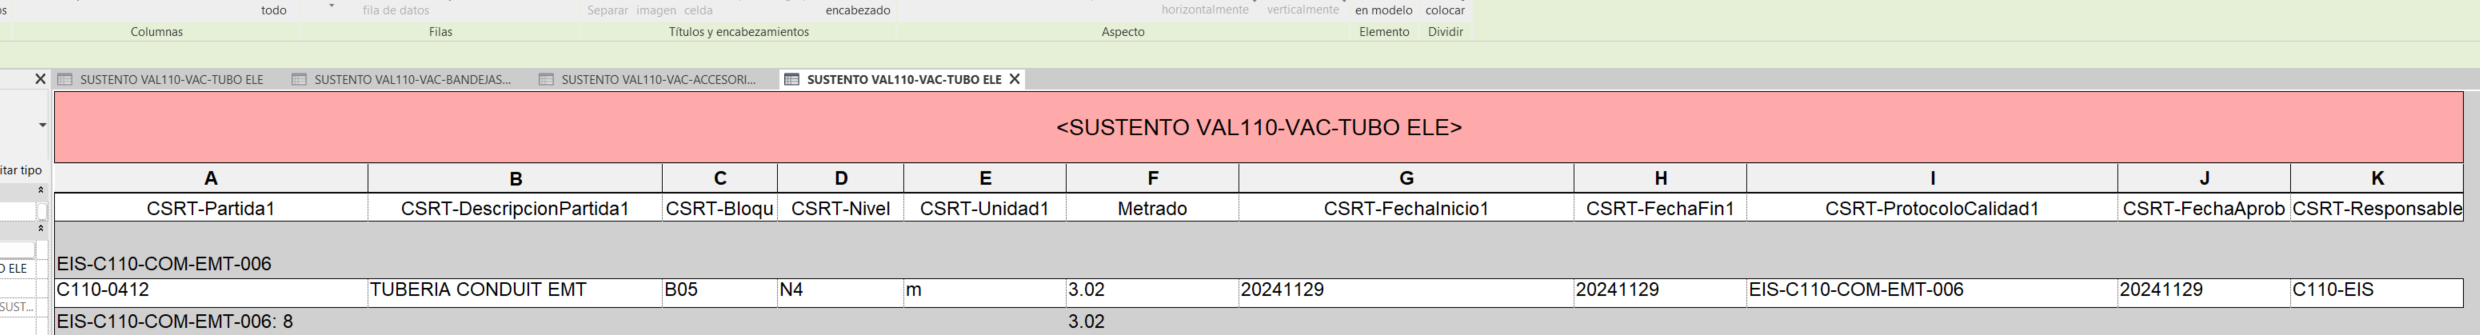 todo
fila de datos
Separar imagen celda
encabezado
horizontalmente verticalmente
en modelo colocar
Columnas Filas Títulos y encabezamientos Aspecto Elemento Dividir
SUSTENTO VAL110-VAC-TUBO ELE
SUSTENTO VAL110-VAC-BANDEJAS...
SUSTENTO VAL110-VAC-ACCESORI...
SUSTENTO VAL110-VAC-TUBO ELE
<SUSTENTO VAL110-VAC-TUBO ELE>
itar tipo
A B C D E F G H I J K
CSRT-Partida1 CSRT-DescripcionPartida1 CSRT-Bloqu CSRT-Nivel CSRT-Unidad1 Metrado CSRT-FechaInicio1 CSRT-FechaFin1 CSRT-ProtocoloCalidad1 CSRT-FechaAprob CSRT-Responsable
EIS-C110-COM-EMT-006
O ELE
C110-0412 TUBERIA CONDUIT EMT B05 N4 m 3.02 20241129 20241129 EIS-C110-COM-EMT-006 20241129 C110-EIS
SUST...
EIS-C110-COM-EMT-006: 8 3.02